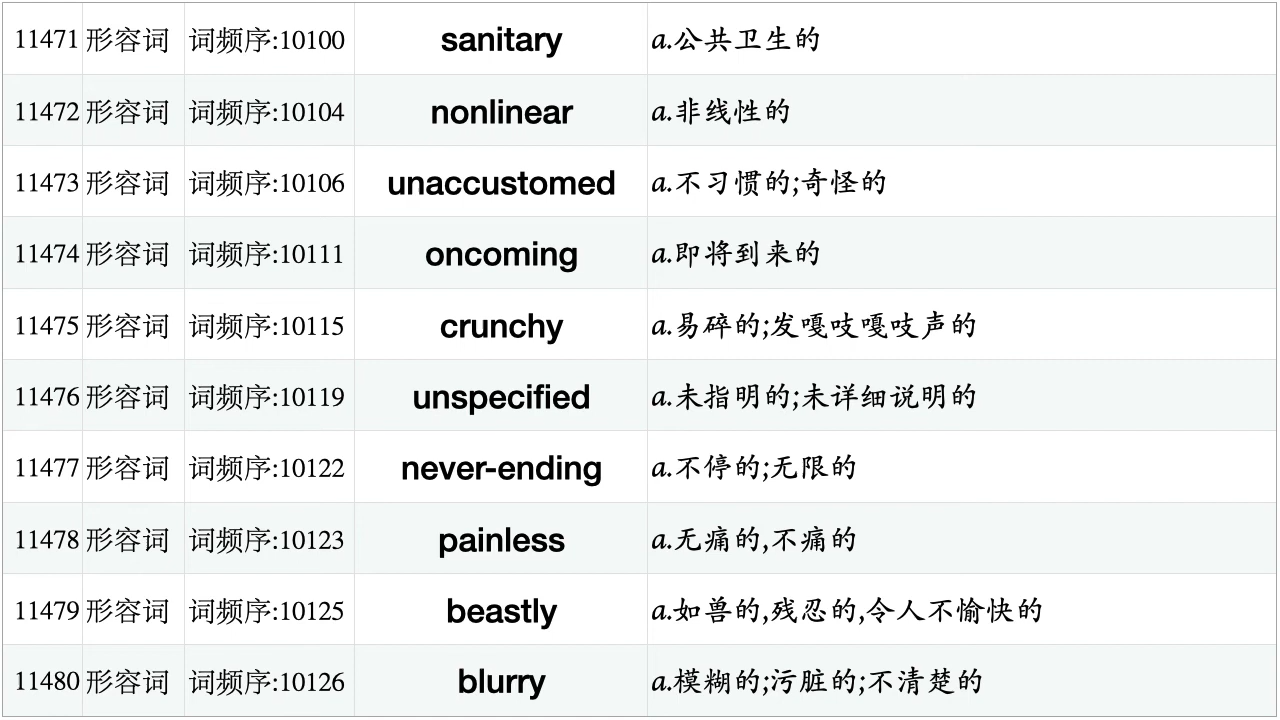 11471 形容词 词频序:10100 sanitary a.公共卫生的
11472 形容词 词频序:10104 nonlinear a.非线性的
11473 形容词 词频序:10106 unaccustomed a.不习惯的;奇怪的
11474 形容词 词频序:10111 oncoming a.即将到来的
11475 形容词 词频序:10115 crunchy a.易碎的;发嘎吱嘎吱声的
11476 形容词 词频序:10119 unspecified a.未指明的;未详细说明的
11477 形容词 词频序:10122 never-ending a.不停的;无限的
11478 形容词 词频序:10123 painless a.无痛的,不痛的
11479 形容词 词频序:10125 beastly a.如兽的,残忍的,令人不愉快的
11480 形容词 词频序:10126 blurry a.模糊的;污脏的;不清楚的